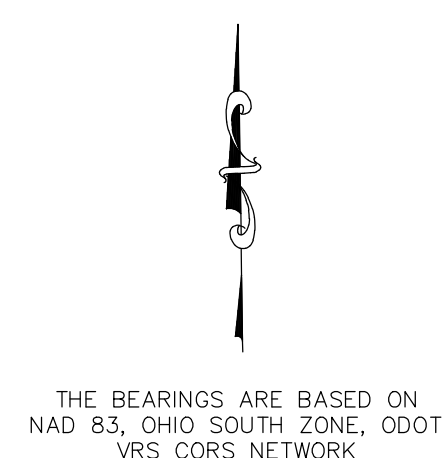 THE BEARINGS ARE BASED ON
NAD 83, OHIO SOUTH ZONE, ODOT
VRS CORS NETWORK